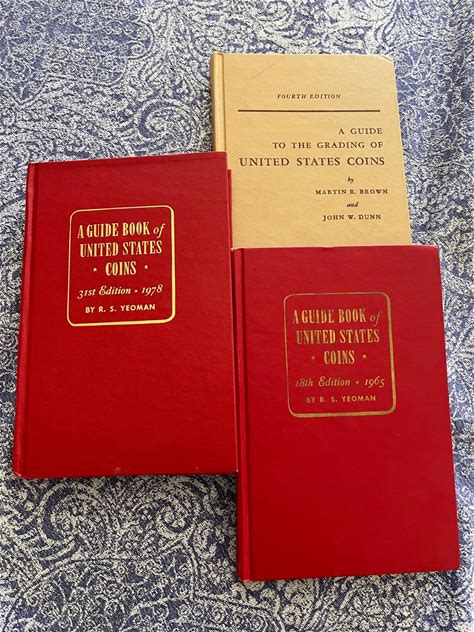 FOURTH EDITION
A GUIDE
TO THE GRADING OF
UNITED STATES COINS
by
MARTIN R. BROWN
and
JOHN W. DUNN
A GUIDE BOOK of
UNITED STATES
• COINS •
31st Edition • 1978
BY R. S. YEOMAN
A GUIDE BOOK of
UNITED STATES
• COINS •
18th Edition • 1965
BY R. S. YEOMAN